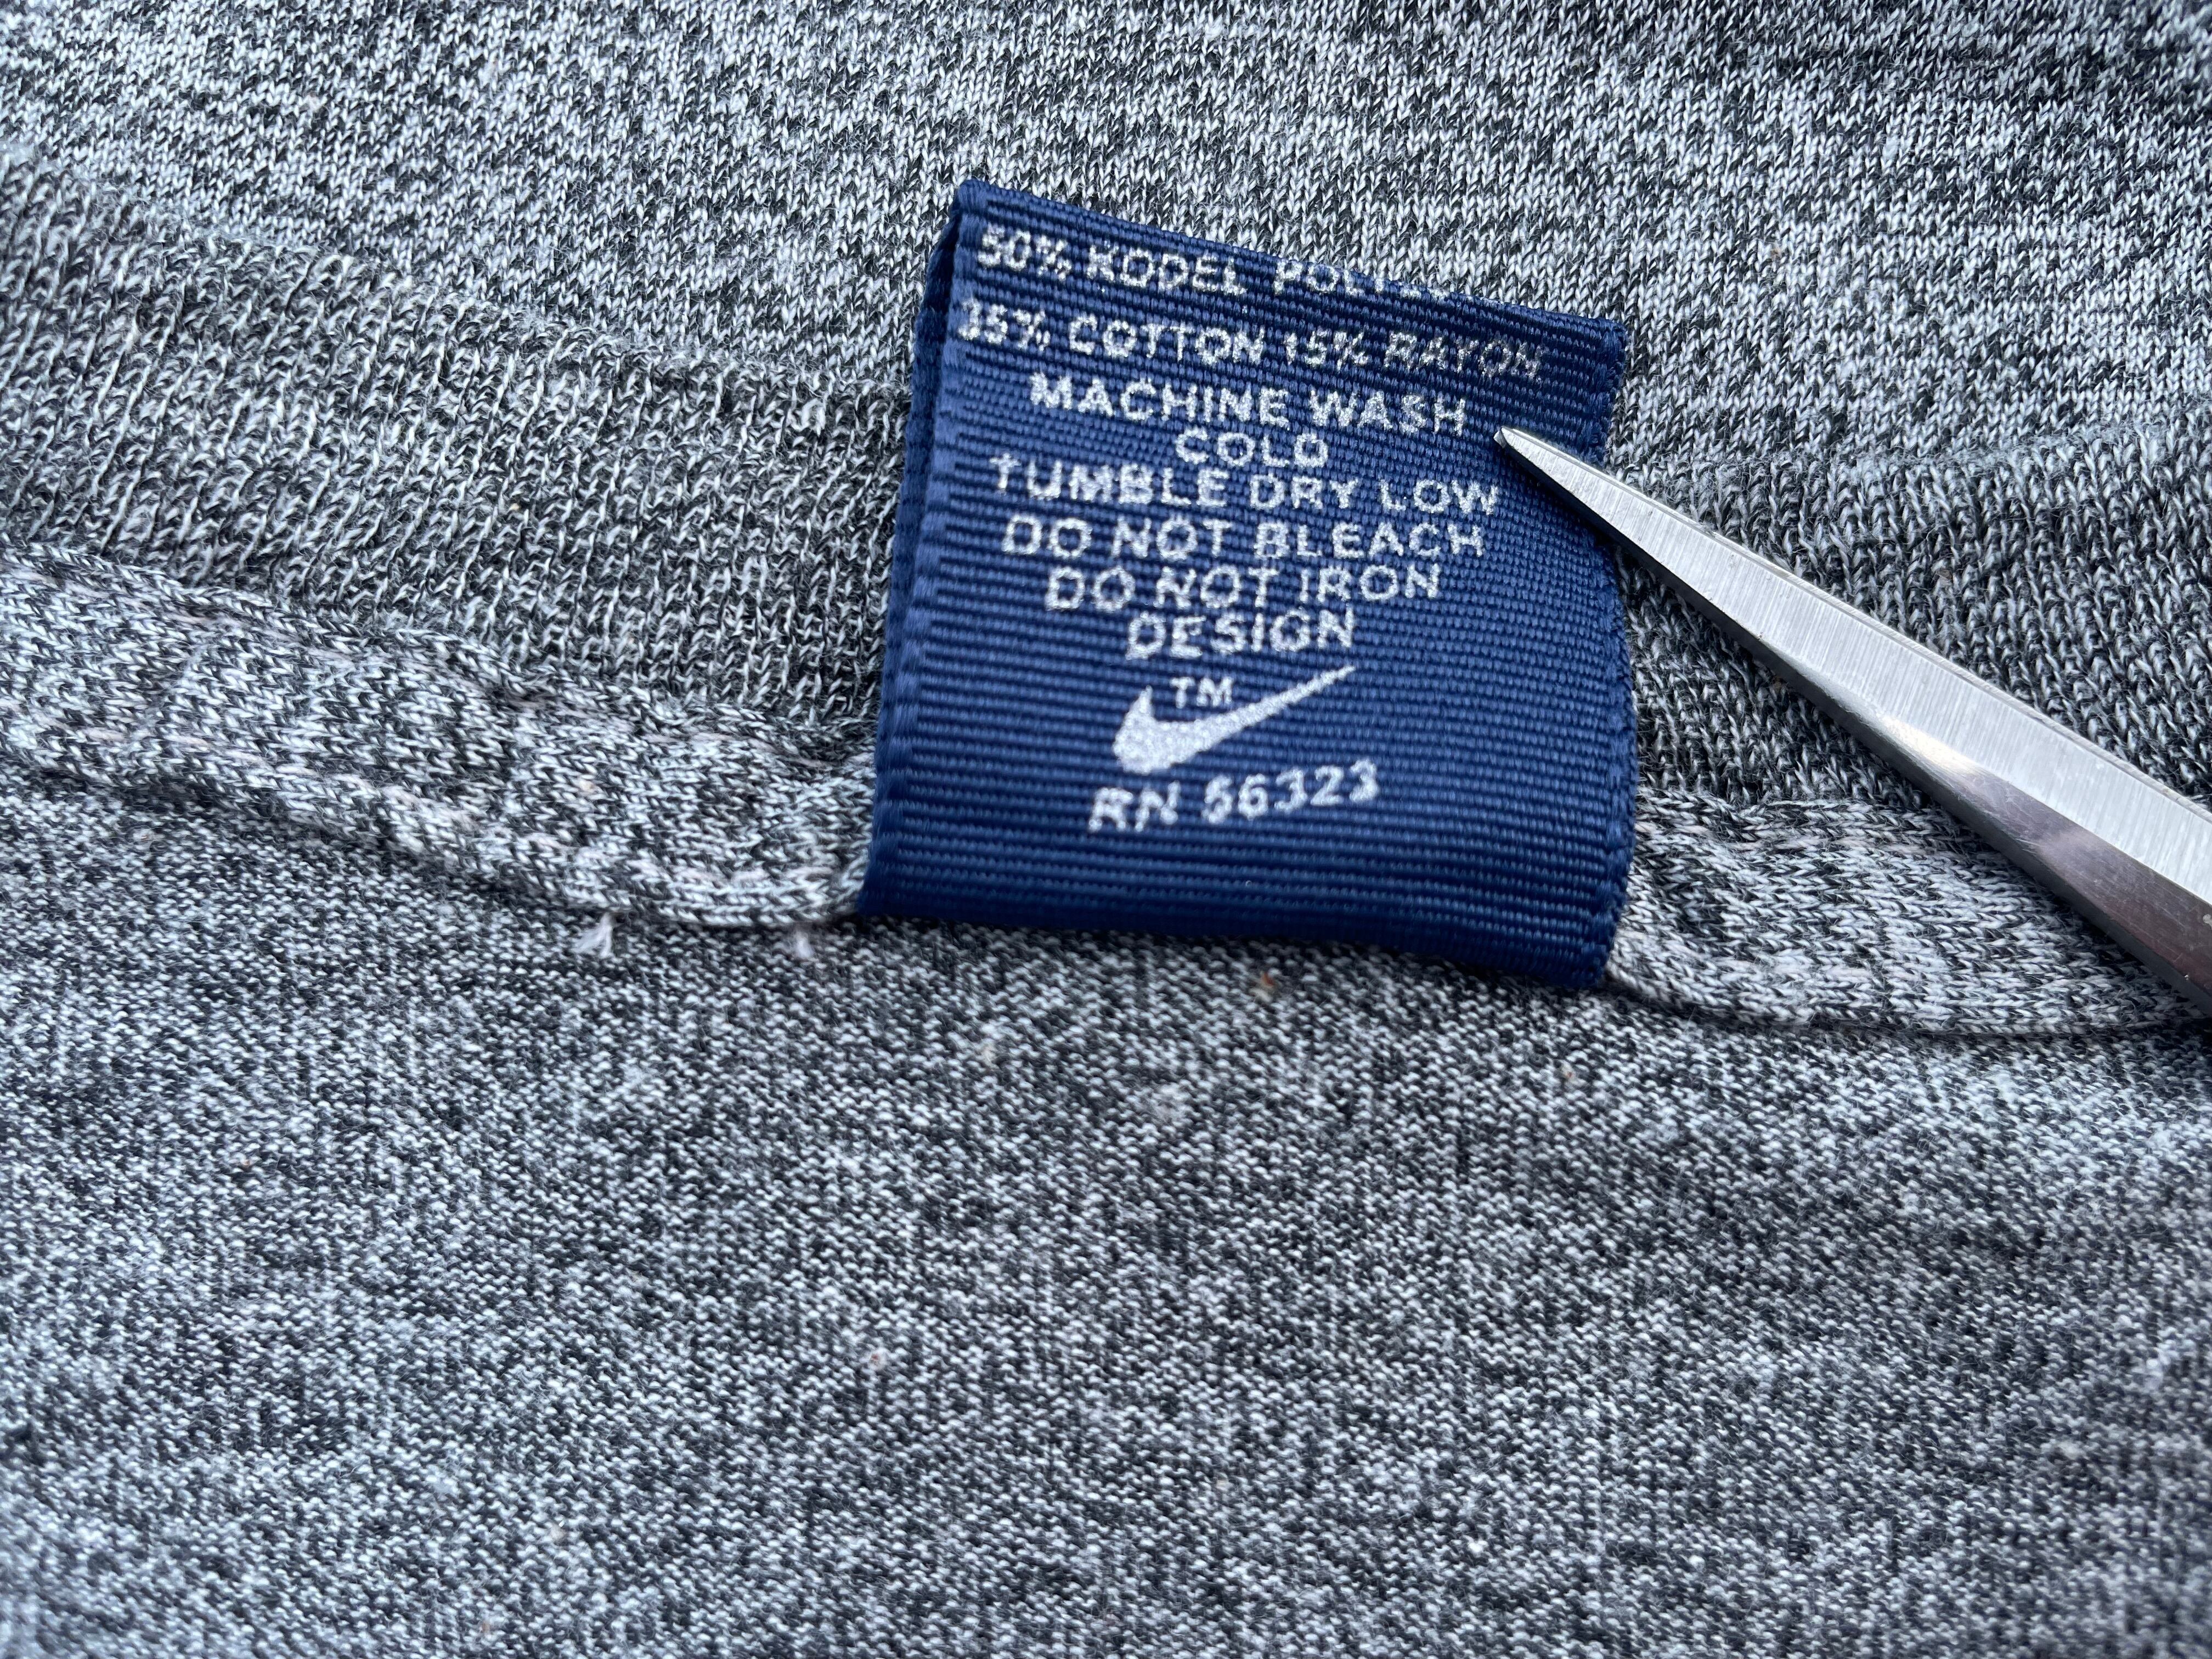 50% KODEL
35% COTTON 15% RAYON
MACHINE WASH
COLD
TUMBLE DRY LOW
DO NOT BLEACH
DO NOT IRON
DESIGN
TM
RN 56323